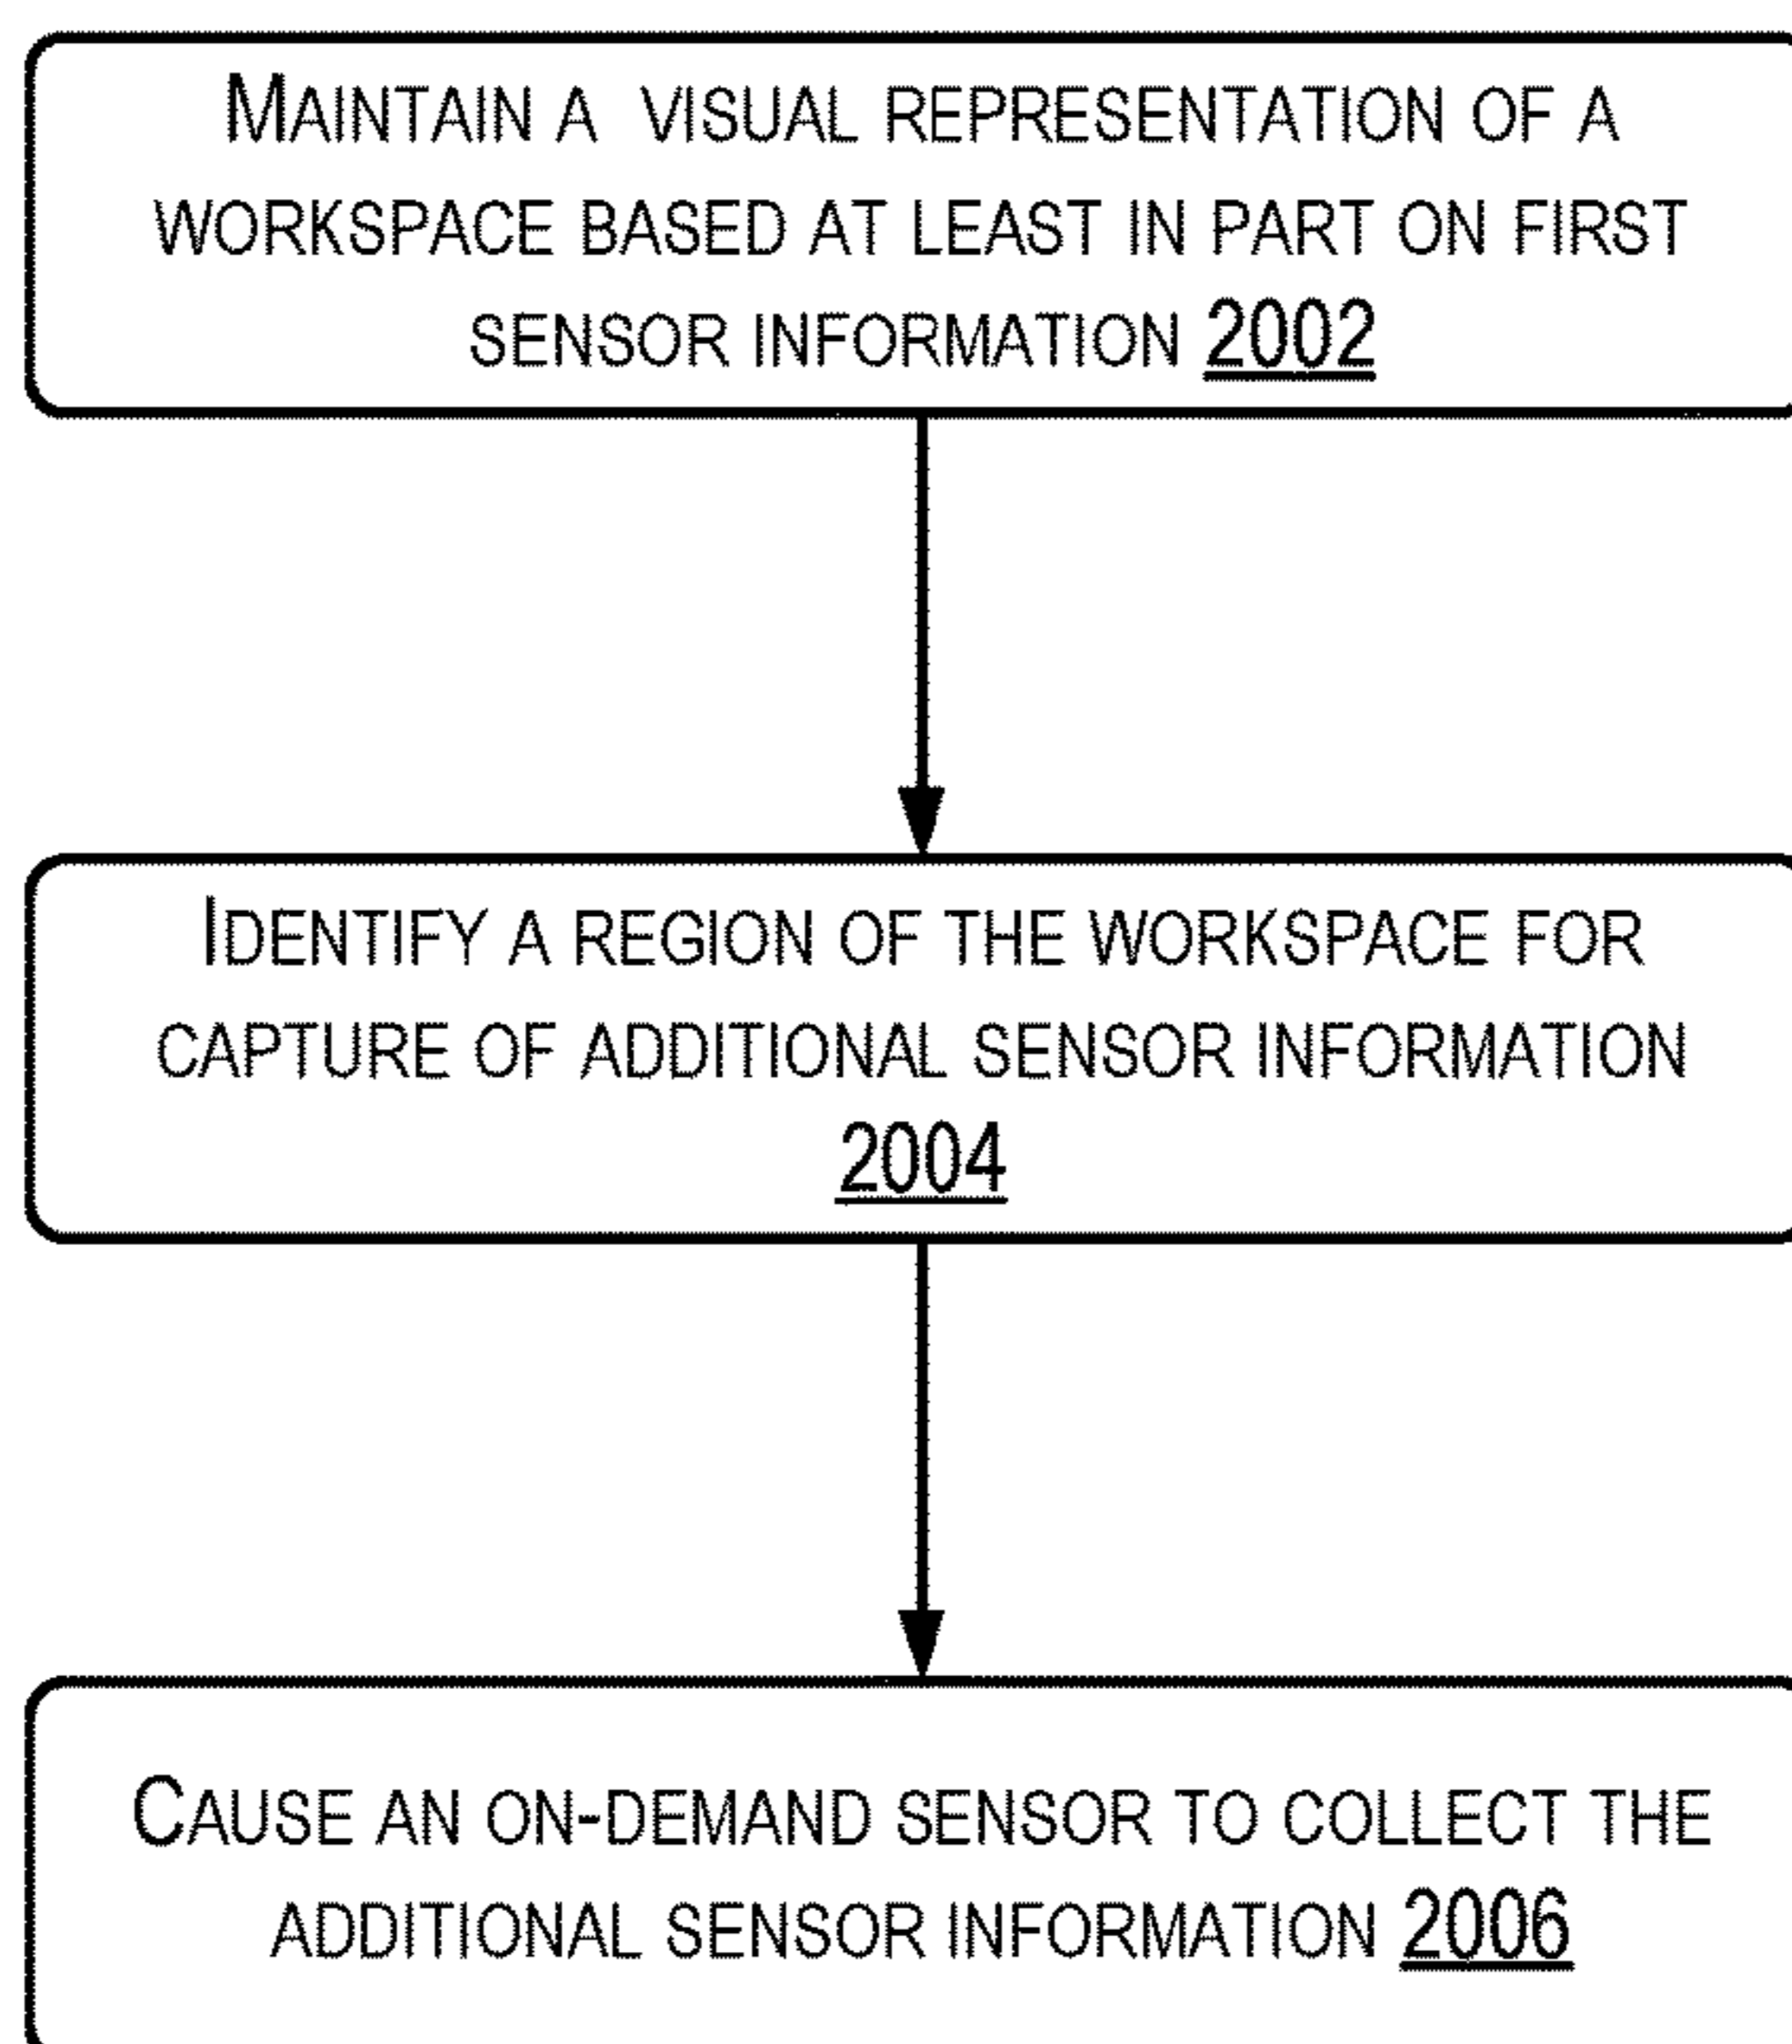 MAINTAIN A VISUAL REPRESENTATION OF A
WORKSPACE BASED AT LEAST IN PART ON FIRST
SENSOR INFORMATION 2002
IDENTIFY A REGION OF THE WORKSPACE FOR
CAPTURE OF ADDITIONAL SENSOR INFORMATION
2004
CAUSE AN ON-DEMAND SENSOR TO COLLECT THE
ADDITIONAL SENSOR INFORMATION 2006